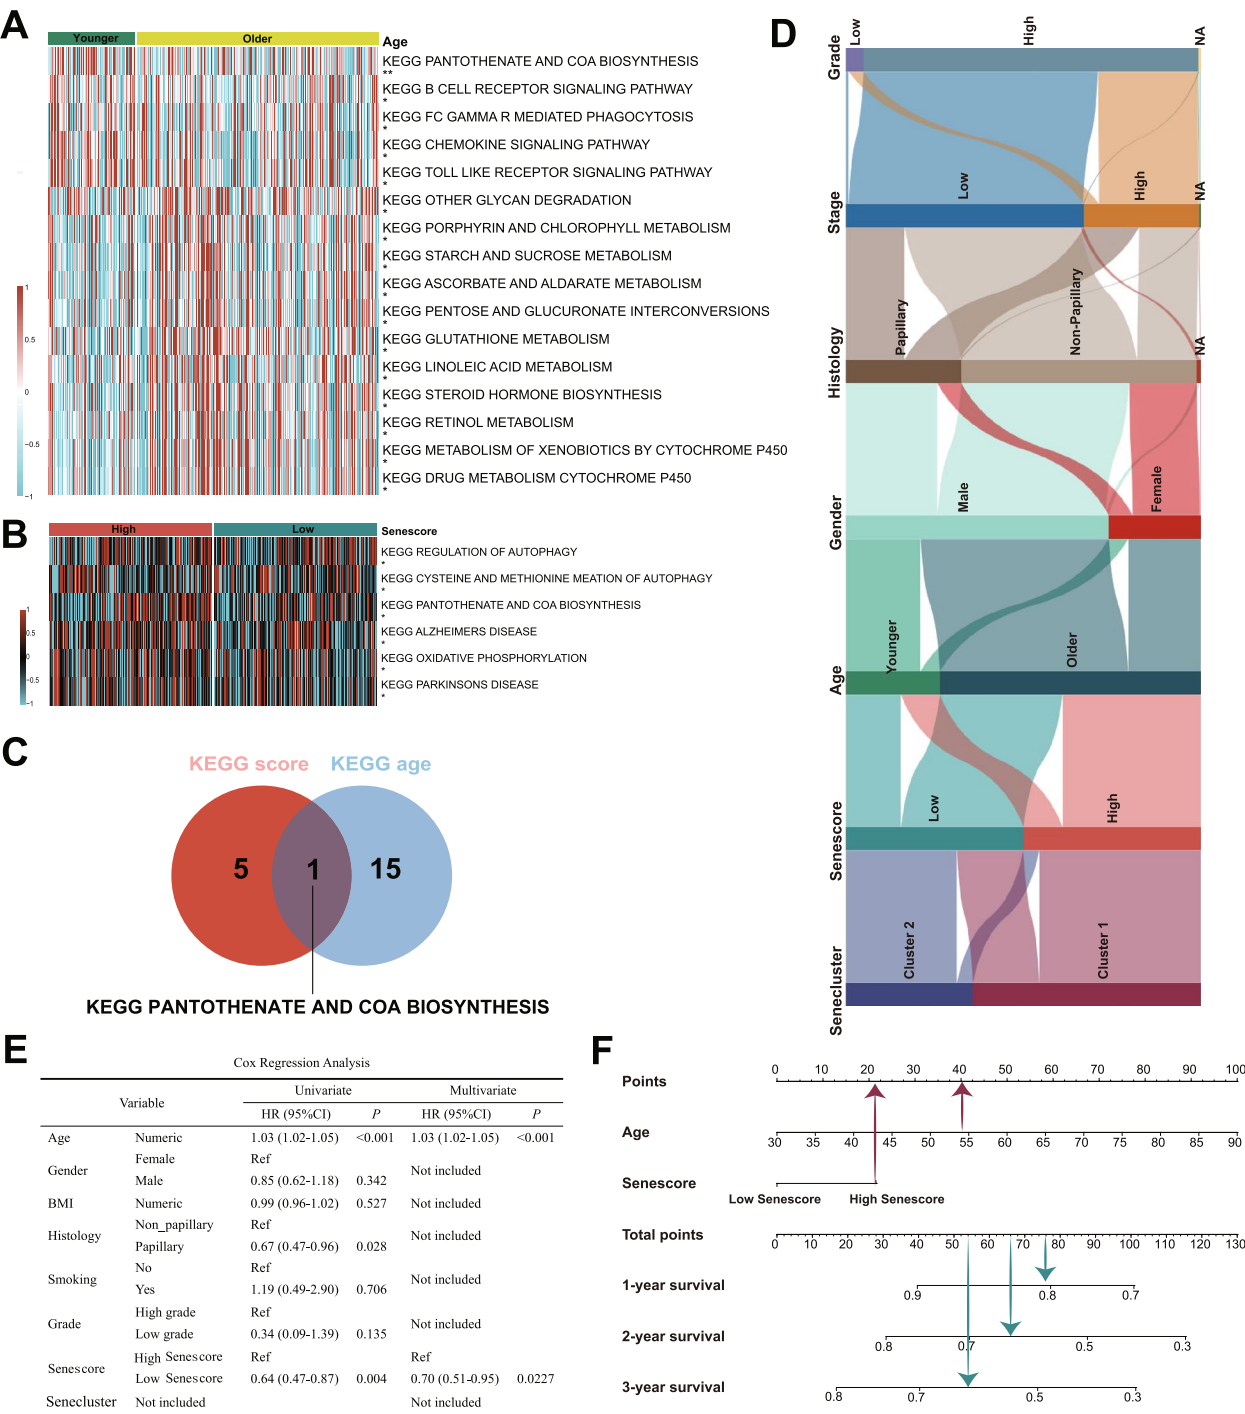 A
Younger
Older
Age
KEGG PANTOTHENATE AND COA BIOSYNTHESIS
**
KEGG B CELL RECEPTOR SIGNALING PATHWAY
*
KEGG FC GAMMA R MEDIATED PHAGOCYTOSIS
*
KEGG CHEMOKINE SIGNALING PATHWAY
*
KEGG TOLL LIKE RECEPTOR SIGNALING PATHWAY
*
KEGG OTHER GLYCAN DEGRADATION
*
KEGG PORPHYRIN AND CHLOROPHYLL METABOLISM
*
KEGG STARCH AND SUCROSE METABOLISM
*
KEGG ASCORBATE AND ALDARATE METABOLISM
*
KEGG PENTOSE AND GLUCURONATE INTERCONVERSIONS
*
KEGG GLUTATHIONE METABOLISM
*
KEGG LINOLEIC ACID METABOLISM
*
KEGG STEROID HORMONE BIOSYNTHESIS
*
KEGG RETINOL METABOLISM
*
KEGG METABOLISM OF XENOBIOTICS BY CYTOCHROME P450
*
KEGG DRUG METABOLISM CYTOCHROME P450
*
1
0.5
0
−0.5
−1
B
High
Low
Senescore
KEGG REGULATION OF AUTOPHAGY
*
KEGG CYSTEINE AND METHIONINE MEATION OF AUTOPHAGY
*
KEGG PANTOTHENATE AND COA BIOSYNTHESIS
*
KEGG ALZHEIMERS DISEASE
*
KEGG OXIDATIVE PHOSPHORYLATION
*
KEGG PARKINSONS DISEASE
*
1
0.5
0
−0.5
−1
C
KEGG score KEGG age
5 1 15
KEGG PANTOTHENATE AND COA BIOSYNTHESIS
D
Grade
Low
High
NA
Stage
Low
High
NA
Histology
Papillary
Non-Papillary
NA
Gender
Male
Female
Age
Younger
Older
Senescore
Low
High
Senecluster
Cluster 2
Cluster 1
E
Cox Regression Analysis
Variable Univariate Multivariate
HR (95%CI) P HR (95%CI) P
Age Numeric 1.03 (1.02-1.05) <0.001 1.03 (1.02-1.05) <0.001
Gender Female Ref Not included
Male 0.85 (0.62-1.18) 0.342
BMI Numeric 0.99 (0.96-1.02) 0.527 Not included
Histology Non_papillary Ref Not included
Papillary 0.67 (0.47-0.96) 0.028
Smoking No Ref Not included
Yes 1.19 (0.49-2.90) 0.706
Grade High grade Ref Not included
Low grade 0.34 (0.09-1.39) 0.135
Senescore High Senescore Ref Ref
Low Senescore 0.64 (0.47-0.87) 0.004 0.70 (0.51-0.95) 0.0227
Senecluster Not included Not included
F
0 10 20 30 40 50 60 70 80 90 100
Points
Age
30 35 40 45 50 55 60 65 70 75 80 85 90
Senescore
Low Senescore High Senescore
Total points
0 10 20 30 40 50 60 70 80 90 100 110 120 130
1-year survival
0.9 0.8 0.7
2-year survival
0.8 0.7 0.5 0.3
3-year survival
0.8 0.7 0.5 0.3